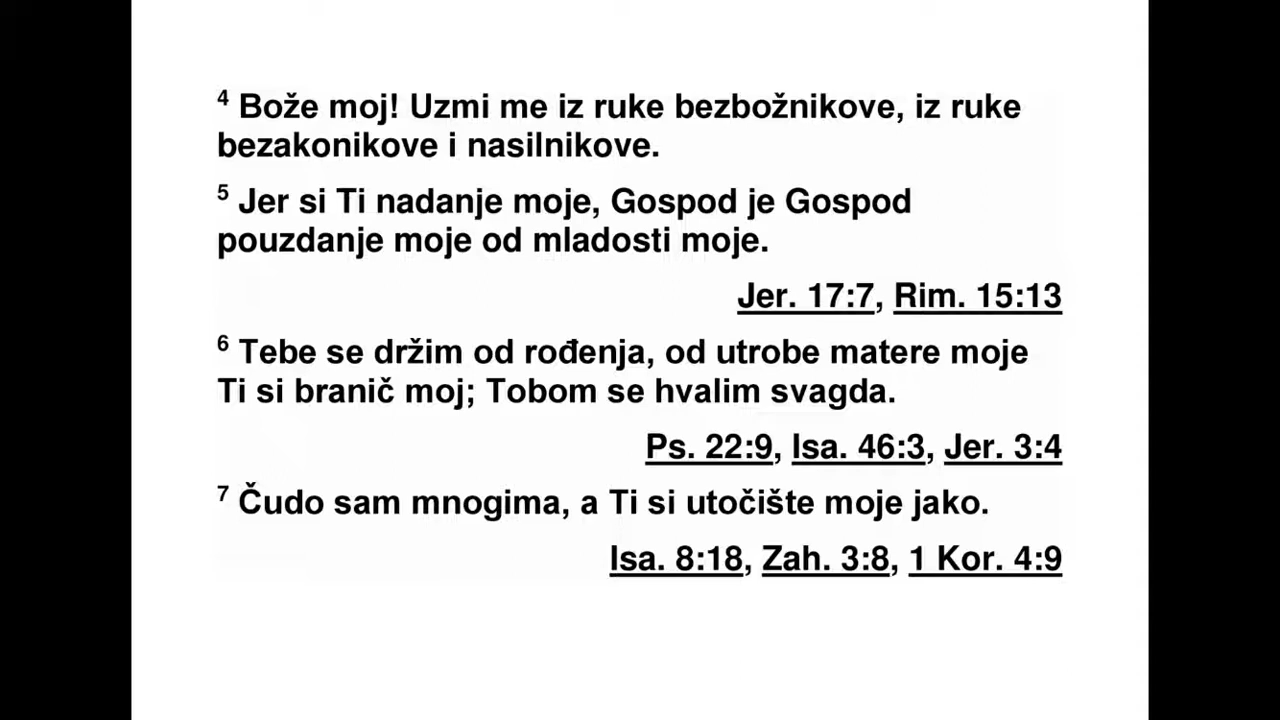 4 Bože moj! Uzmi me iz ruke bezbožnikove, iz ruke
bezakonikove i nasilnikove.
5 Jer si Ti nadanje moje, Gospod je Gospod
pouzdanje moje od mladosti moje.
Jer. 17:7, Rim. 15:13
6 Tebe se držim od rođenja, od utrobe matere moje
Ti si branič moj; Tobom se hvalim svagda.
Ps. 22:9, Isa. 46:3, Jer. 3:4
7 Čudo sam mnogima, a Ti si utočište moje jako.
Isa. 8:18, Zah. 3:8, 1 Kor. 4:9